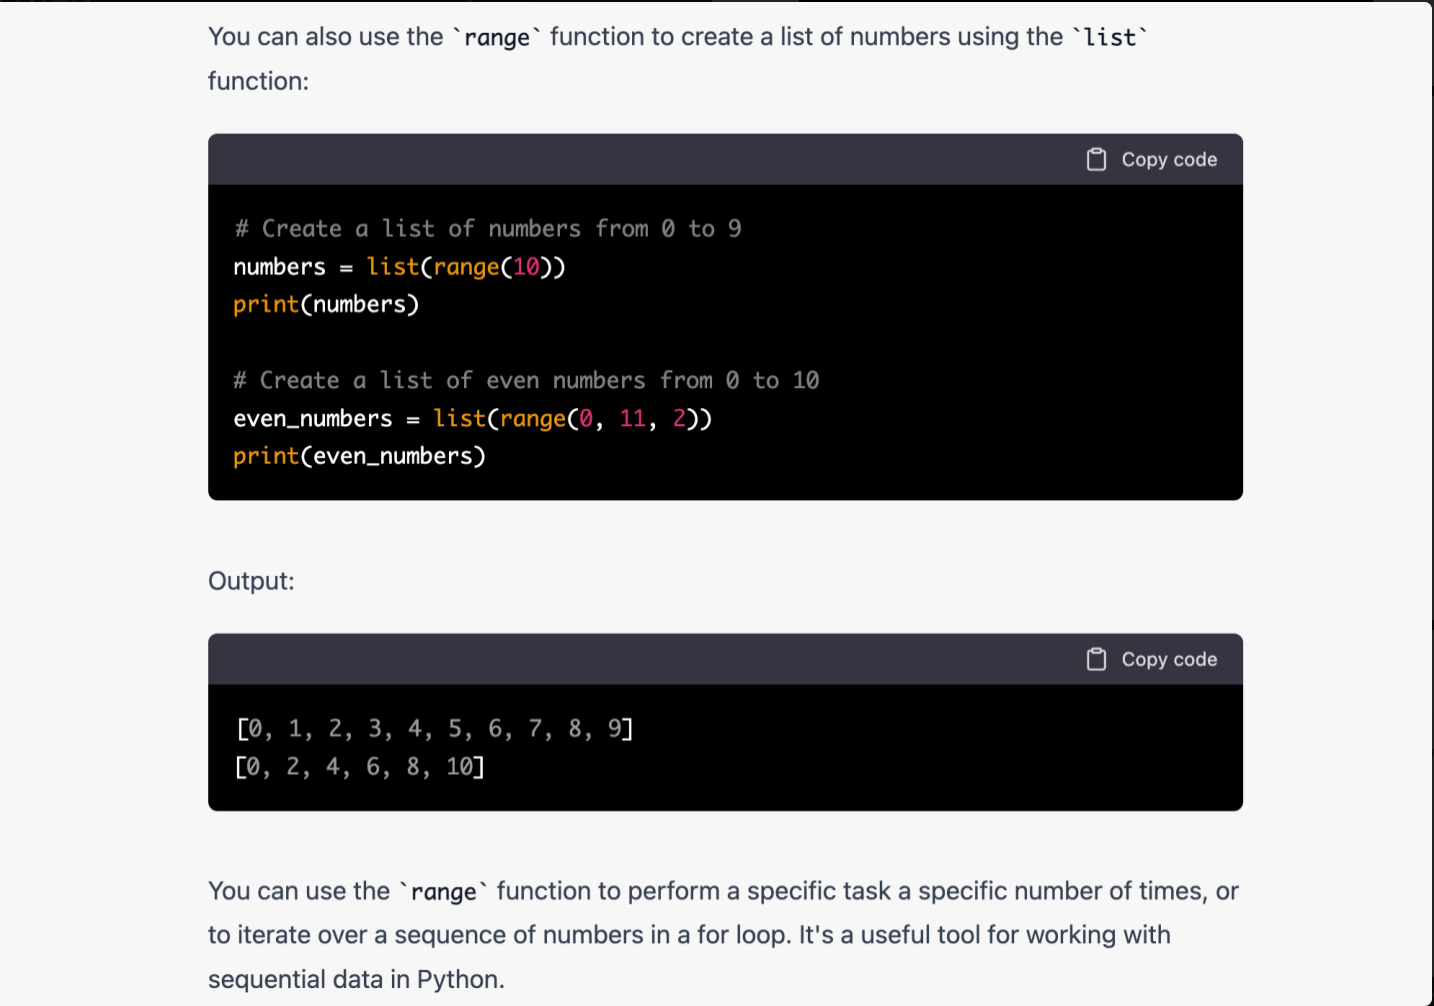 You can also use the `range` function to create a list of numbers using the `list`
function:
Copy code
# Create a list of numbers from 0 to 9
numbers = list(range(10))
print(numbers)
# Create a list of even numbers from 0 to 10
even_numbers = list(range(0, 11, 2))
print(even_numbers)
Output:
Copy code
[0, 1, 2, 3, 4, 5, 6, 7, 8, 9]
[0, 2, 4, 6, 8, 10]
You can use the `range` function to perform a specific task a specific number of times, or
to iterate over a sequence of numbers in a for loop. It's a useful tool for working with
sequential data in Python.